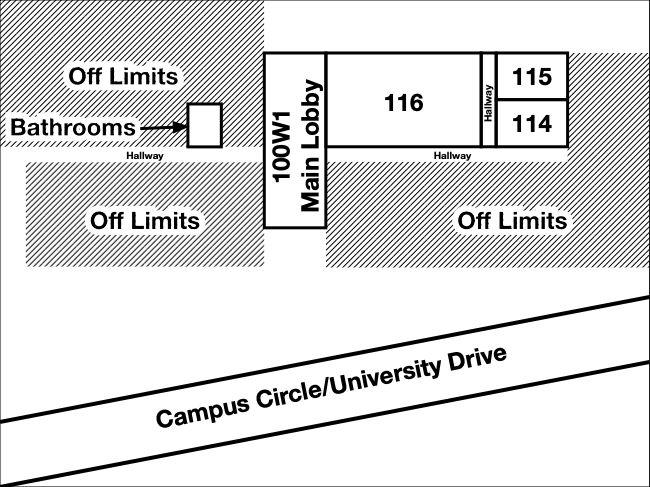 Off Limits
115
116
Hallway
114
Bathrooms
100W1
Main Lobby
Hallway
Hallway
Off Limits
Off Limits
Campus Circle/University Drive